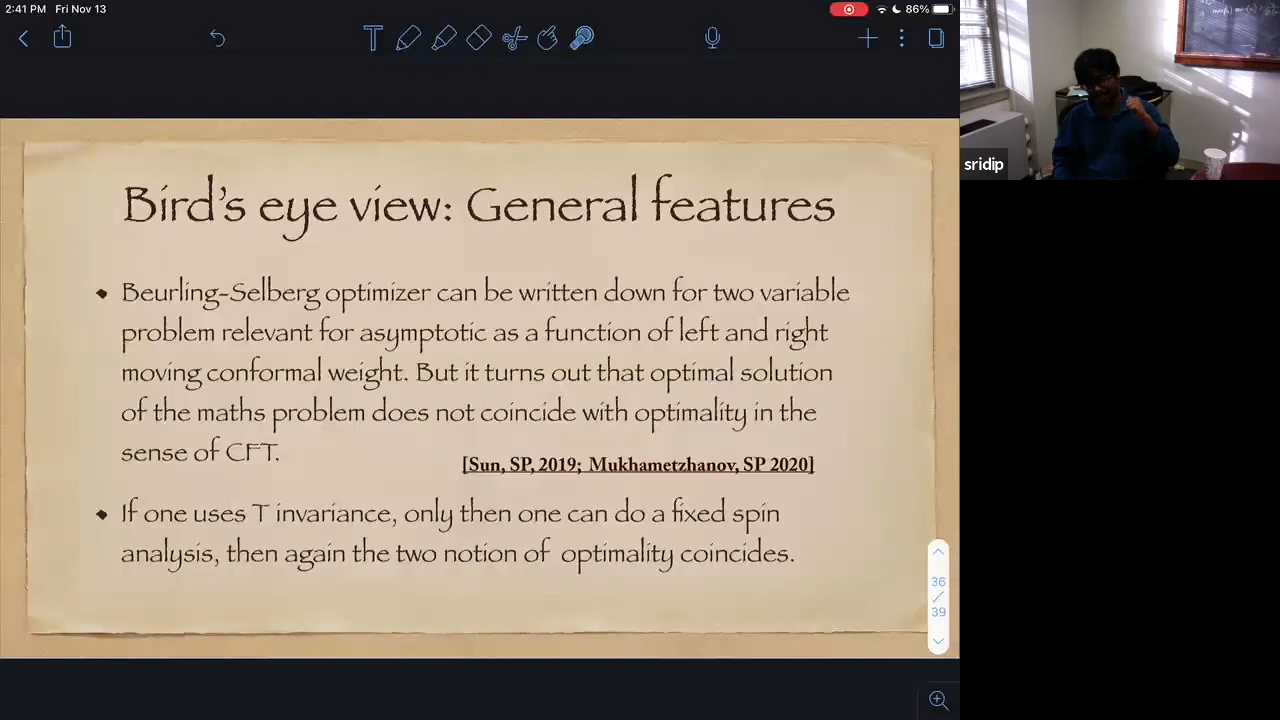 2:41 PM Fri Nov 13
86%
sridip
Bird's eye view: General features
Beurling-Selberg optimizer can be written down for two variable
problem relevant for asymptotic as a function of left and right
moving conformal weight. But it turns out that optimal solution
of the maths problem does not coincide with optimality in the
sense of CFT.
[Sun, SP, 2019; Mukhametzhanov, SP 2020]
If one uses T invariance, only then one can do a fixed spin
analysis, then again the two notion of optimality coincides.
36
/
39